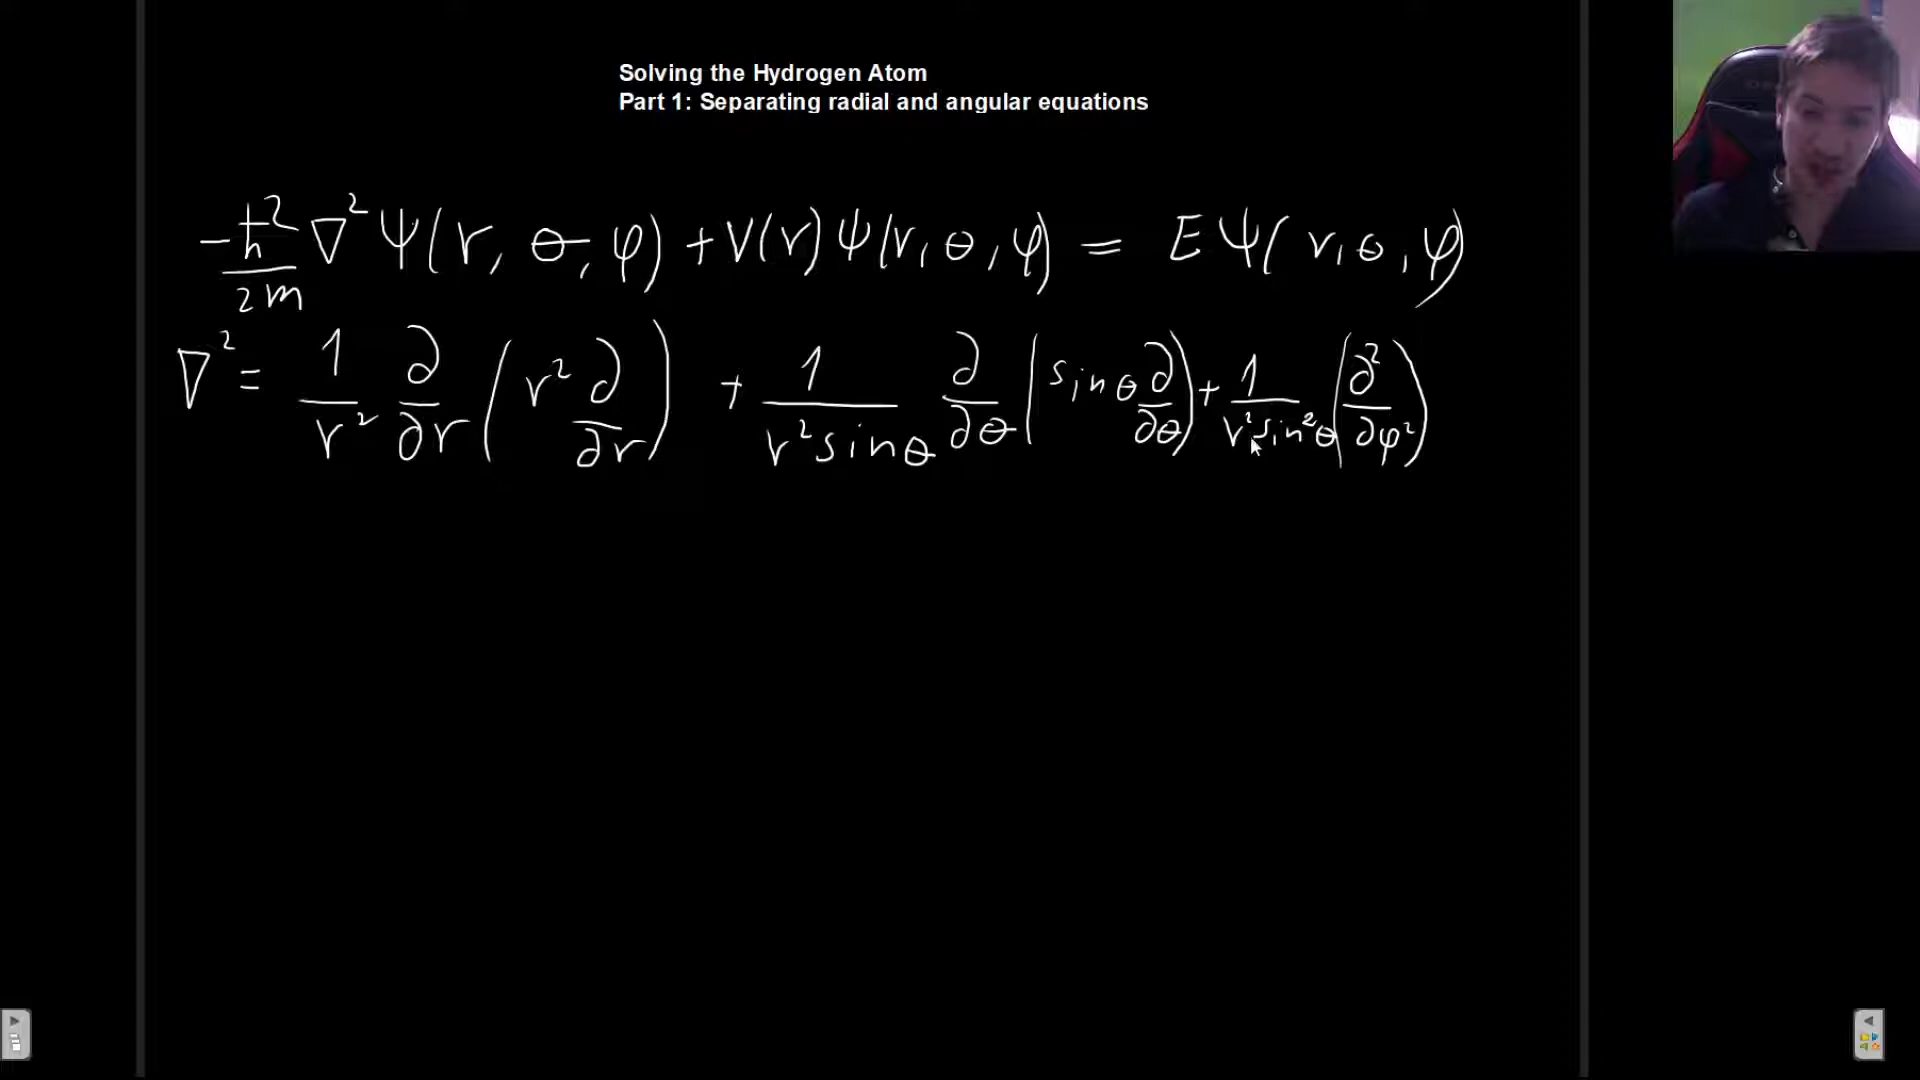 Solving the Hydrogen Atom
Part 1: Separating radial and angular equations
-ħ²/2m ∇²Ψ(r, θ, φ) + V(r)Ψ(r, θ, φ) = EΨ(r, θ, φ)
∇² = 1/r² ∂/∂r (r² ∂/∂r) + 1/r² sinθ ∂/∂θ (sinθ ∂/∂θ) + 1/r² sin²θ (∂²/∂φ²)